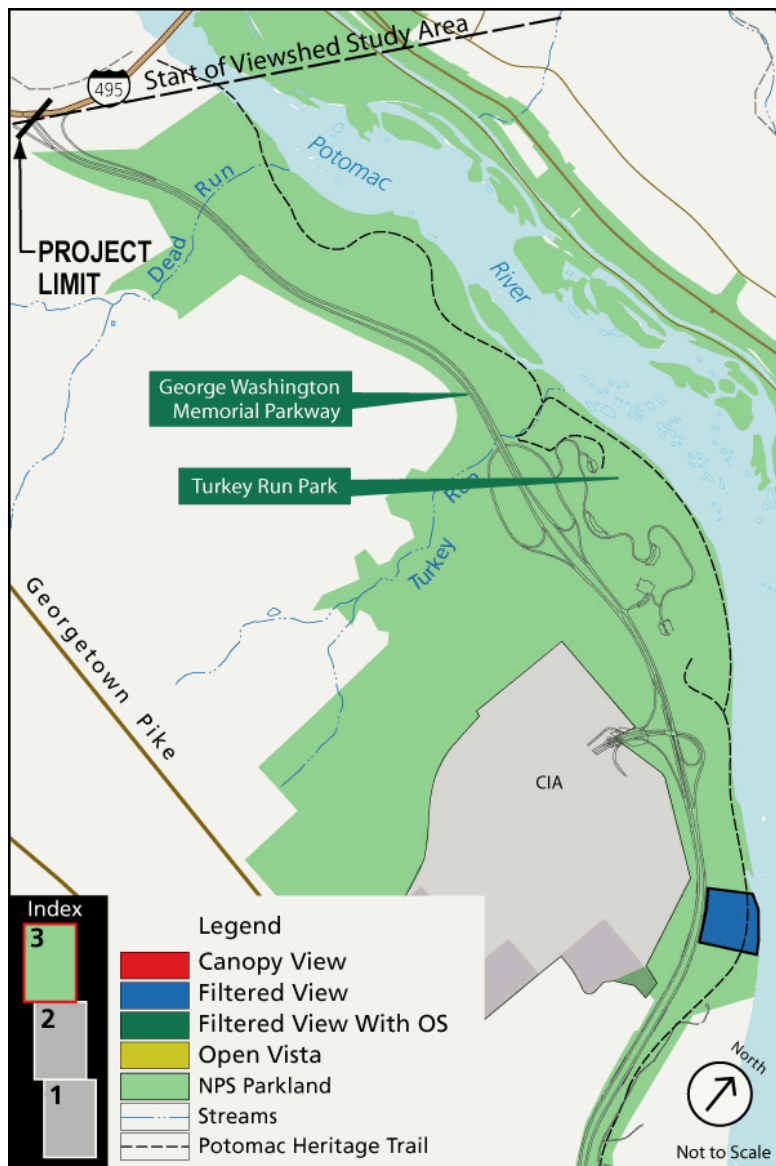 Start of Viewshed Study Area
495
Potomac
River
Dead Run
PROJECT
LIMIT
George Washington
Memorial Parkway
Turkey Run Park
Turkey Run
Georgetown Pike
CIA
Index
3
2
1
Legend
Canopy View
Filtered View
Filtered View With OS
Open Vista
NPS Parkland
Streams
Potomac Heritage Trail
North
Not to Scale